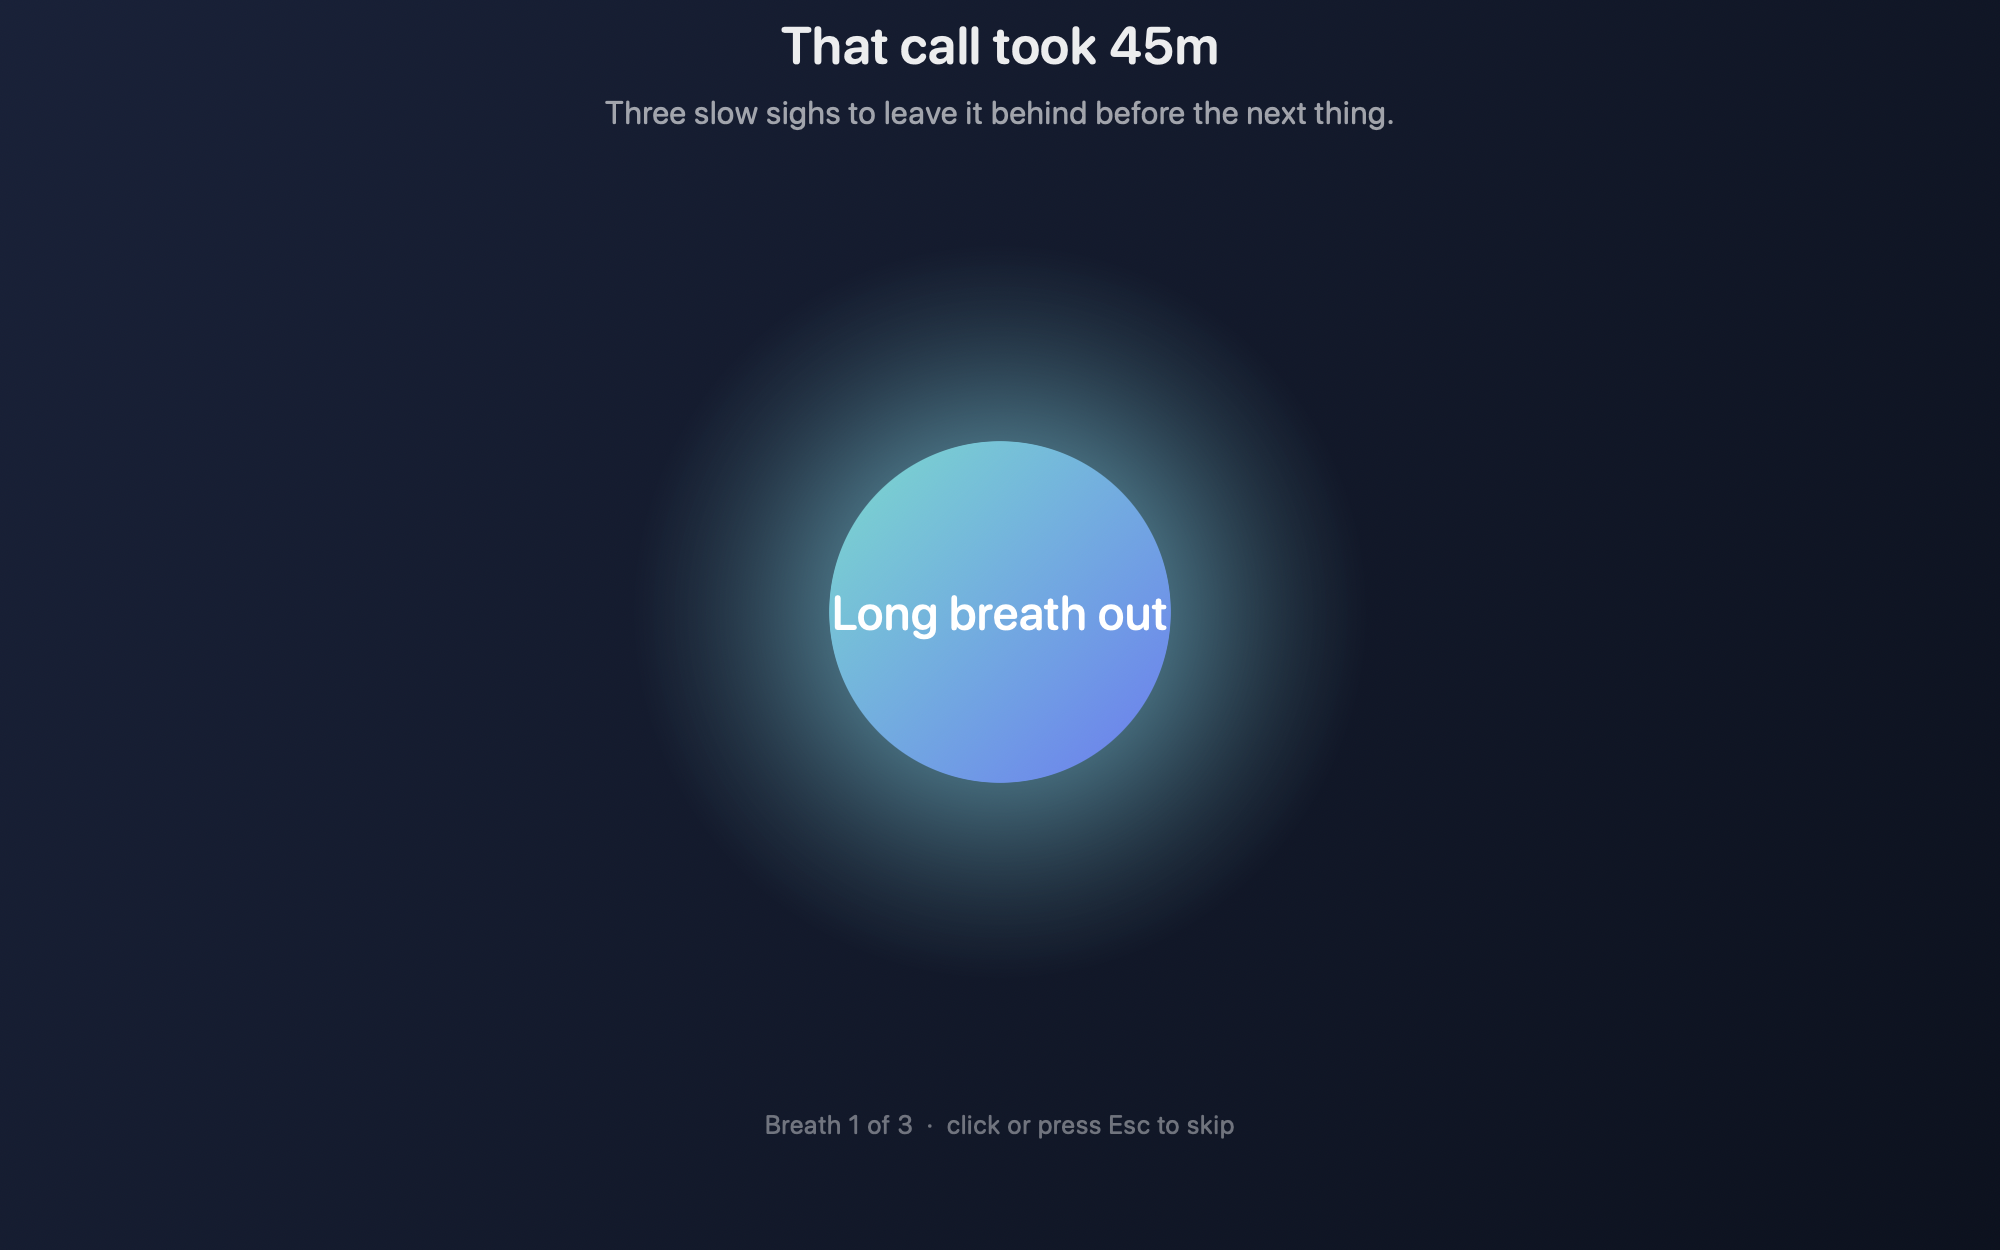 That call took 45m
Three slow sighs to leave it behind before the next thing.
Long breath out
Breath 1 of 3 · click or press Esc to skip